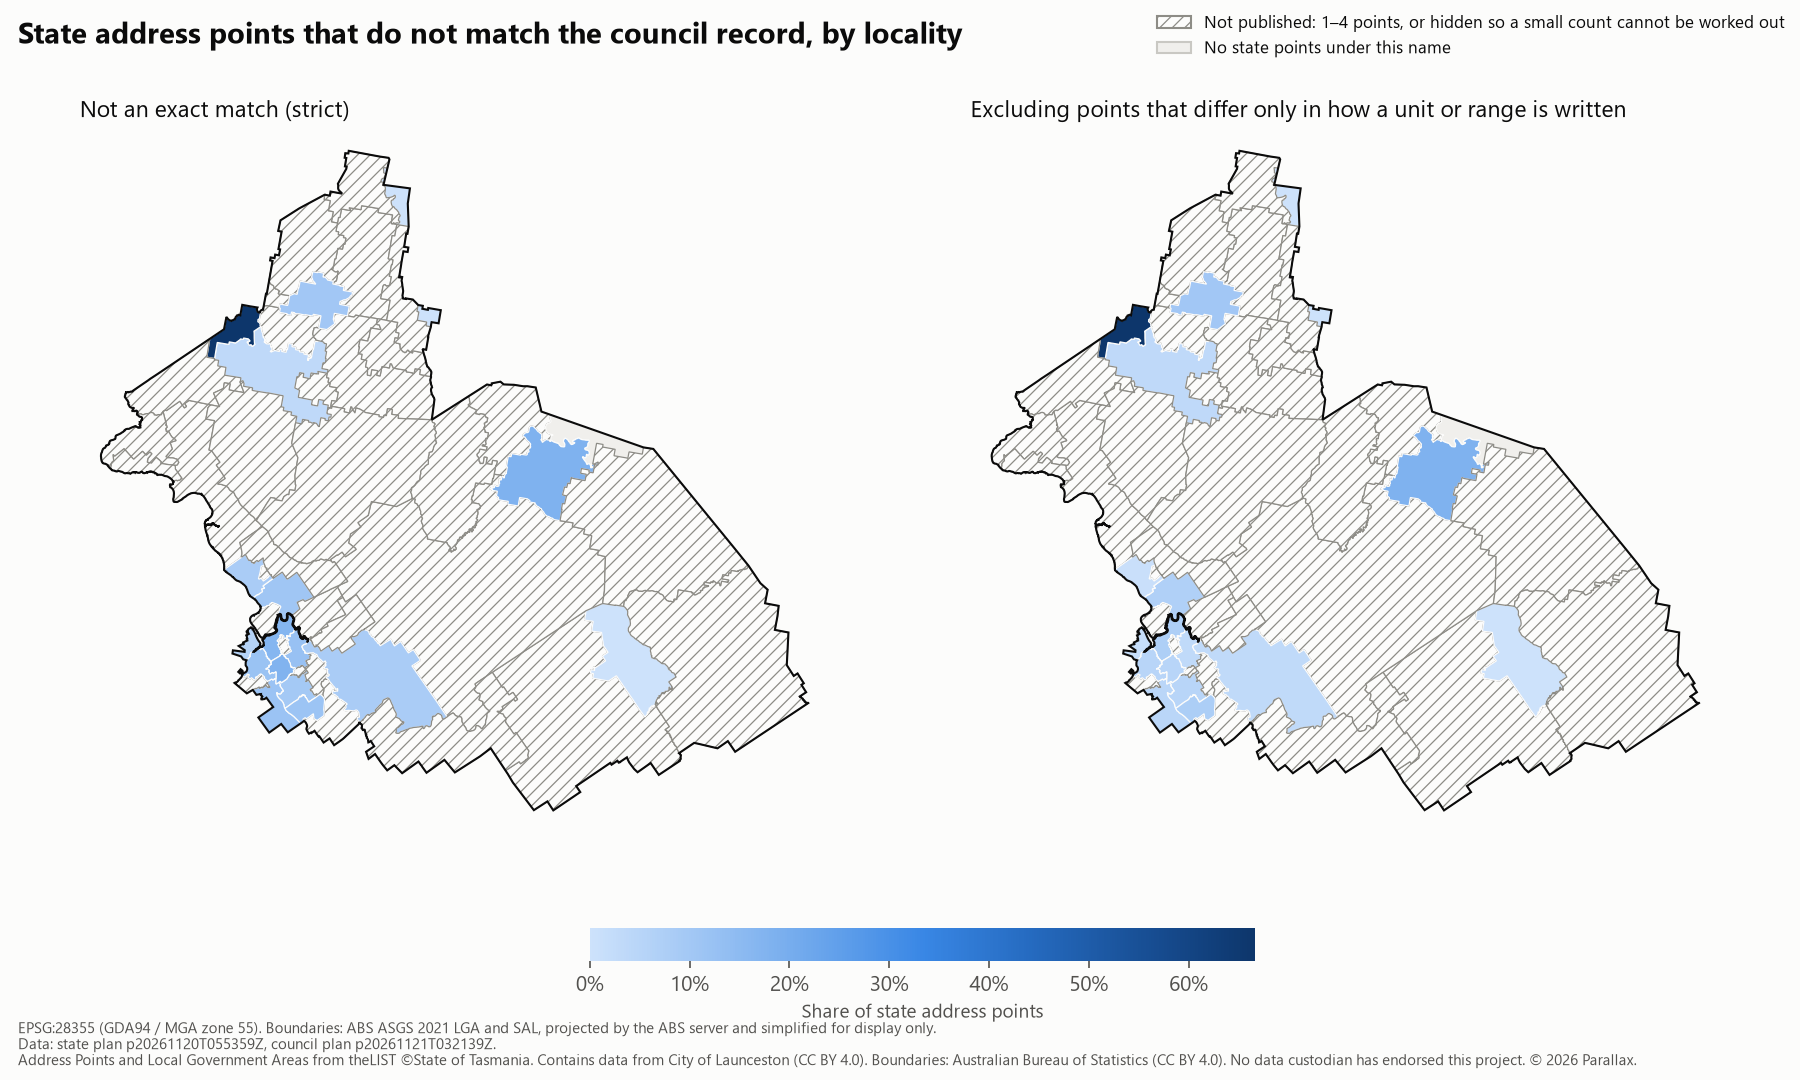 State address points that do not match the council record, by locality
Not published: 1–4 points, or hidden so a small count cannot be worked out
No state points under this name
Not an exact match (strict)
Excluding points that differ only in how a unit or range is written
0%
10%
20%
30%
40%
50%
60%
Share of state address points
EPSG:28355 (GDA94 / MGA zone 55). Boundaries: ABS ASGS 2021 LGA and SAL, projected by the ABS server and simplified for display only.
Data: state plan p20261120T055359Z, council plan p20261121T032139Z.
Address Points and Local Government Areas from theLIST ©State of Tasmania. Contains data from City of Launceston (CC BY 4.0). Boundaries: Australian Bureau of Statistics (CC BY 4.0). No data custodian has endorsed this project. © 2026 Parallax.